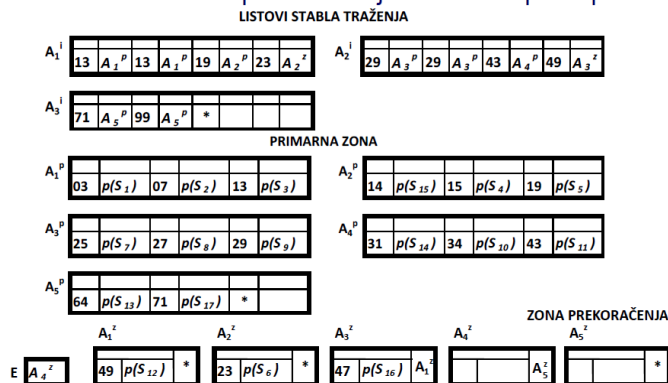 LISTOVI STABLA TRAŽENJA
A₁ⁱ 13 A₁ᵖ 13 A₁ᵖ 19 A₂ᵖ 23 A₂ᶻ A₂ⁱ 29 A₃ᵖ 29 A₃ᵖ 43 A₄ᵖ 49 A₃ᶻ
A₃ⁱ 71 A₅ᵖ 99 A₅ᵖ *
PRIMARNA ZONA
A₁ᵖ 03 p(S₁) 07 p(S₂) 13 p(S₃) A₂ᵖ 14 p(S₁₅) 15 p(S₄) 19 p(S₅)
A₃ᵖ 25 p(S₇) 27 p(S₈) 29 p(S₉) A₄ᵖ 31 p(S₁₄) 34 p(S₁₀) 43 p(S₁₁)
A₅ᵖ 64 p(S₁₃) 71 p(S₁₇) *
ZONA PREKORAČENJA
A₁ᶻ A₂ᶻ A₃ᶻ A₄ᶻ A₅ᶻ
E A₄ᶻ 49 p(S₁₂) * 23 p(S₆) * 47 p(S₁₆) A₁ᶻ A₅ᶻ *